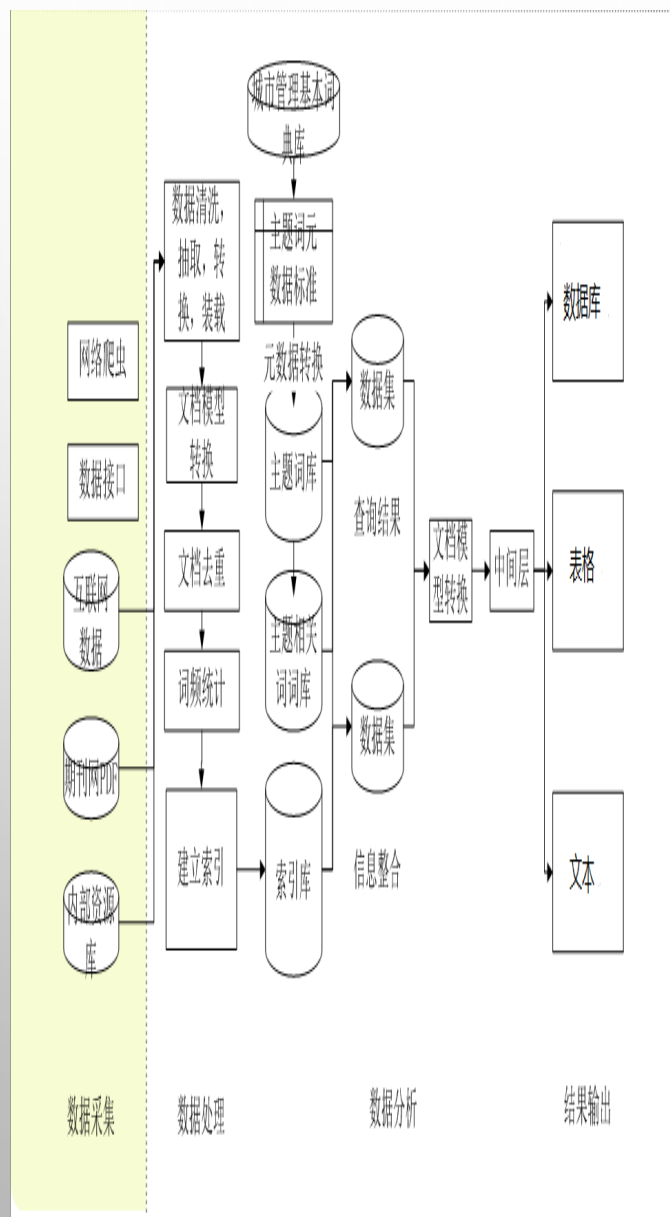 城市管理基本词
典库
数据清洗，
抽取，转
换，装载
主题词元
数据标准
网络爬虫
元数据转换
数据库
数据集
文档模型
转换
主题词库
数据接口
查询结果
文档去重
互联网
数据
文档模
型转换
中间层
表格
主题相关
词词库
词频统计
数据集
期刊网PDF
建立索引
索引库
信息整合
文本
内部资源
库
数据采集
数据处理
数据分析
结果输出